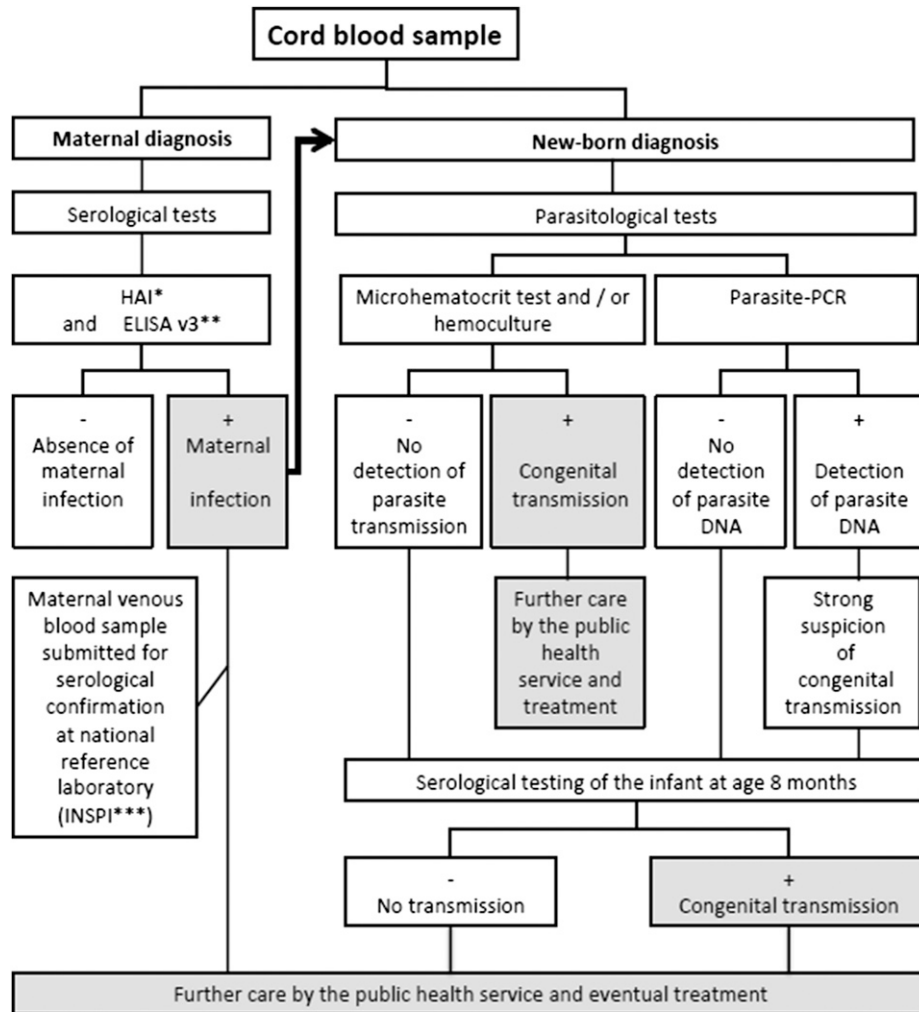 Cord blood sample
Maternal diagnosis
New-born diagnosis
Serological tests
Parasitological tests
HAI*
and ELISA v3**
Microhematocrit test and / or
hemoculture
Parasite-PCR
-
Absence of
maternal
infection
+
Maternal
infection
-
No
detection of
parasite
transmission
+
Congenital
transmission
-
No
detection
of parasite
DNA
+
Detection
of parasite
DNA
Maternal venous
blood sample
submitted for
serological
confirmation
at national
reference
laboratory
(INSPI***)
Further care
by the public
health
service and
treatment
Strong
suspicion
of
congenital
transmission
Serological testing of the infant at age 8 months
-
No transmission
+
Congenital transmission
Further care by the public health service and eventual treatment